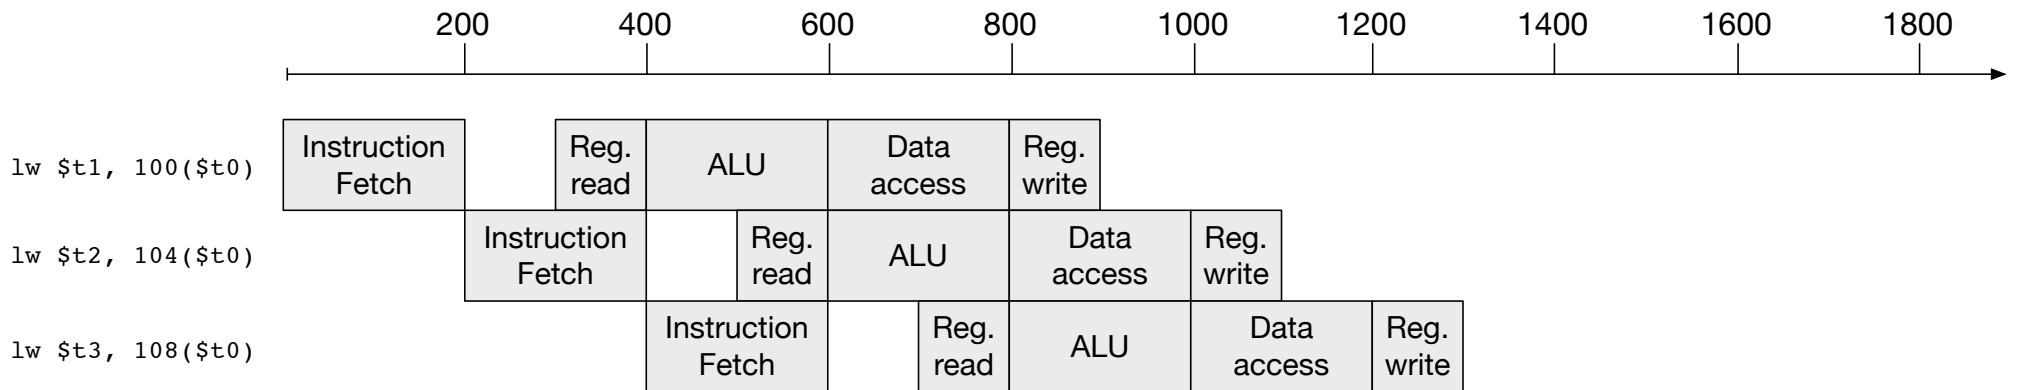 200 400 600 800 1000 1200 1400 1600 1800
lw $t1, 100($t0)
Instruction
Fetch
Reg.
read
ALU
Data
access
Reg.
write
lw $t2, 104($t0)
Instruction
Fetch
Reg.
read
ALU
Data
access
Reg.
write
lw $t3, 108($t0)
Instruction
Fetch
Reg.
read
ALU
Data
access
Reg.
write